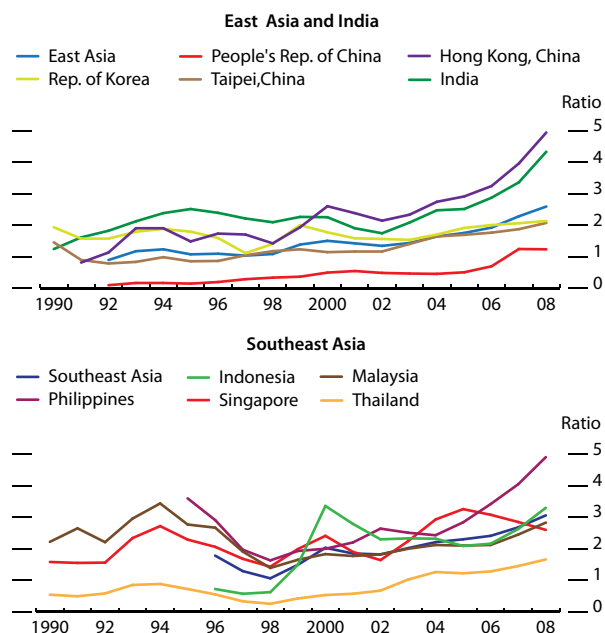 East Asia and India
East Asia People's Rep. of China Hong Kong, China
Rep. of Korea Taipei,China India
Ratio
5
4
3
2
1
0
1990 92 94 96 98 2000 02 04 06 08
Southeast Asia
Southeast Asia Indonesia Malaysia
Philippines Singapore Thailand
Ratio
5
4
3
2
1
0
1990 92 94 96 98 2000 02 04 06 08